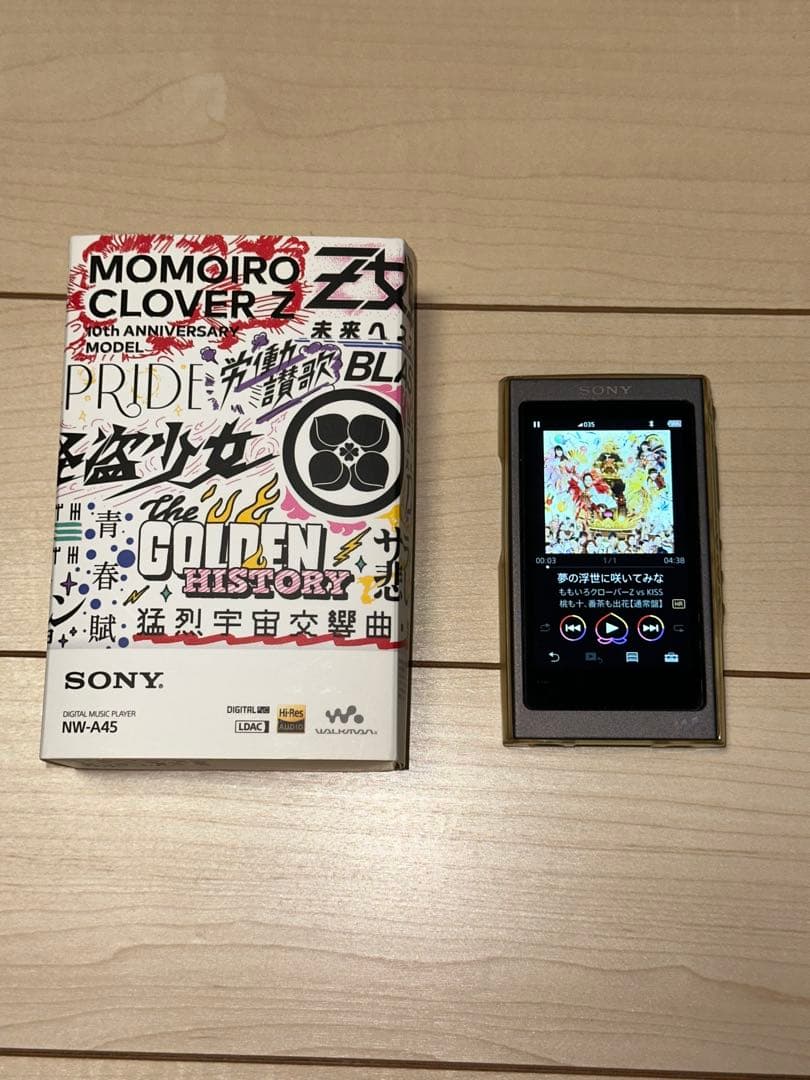 MOMOIRO
CLOVER Z
10th ANNIVERSARY
MODEL
改
未来へ
PRIDE
労働
讃歌
BLA
怪盗少女
The
GOLDEN
HISTORY
青春賦
猛烈宇宙交響曲
SONY
DIGITAL MUSIC PLAYER
NW-A45
DIGITAL
LDAC
Hi-Res
AUDIO
WALKMAN
SONY
035
00:03
1/1
04:38
夢の浮世に咲いてみな
ももいろクローバーZ vs KISS
桃も十、番茶も出花【通常盤】
HR